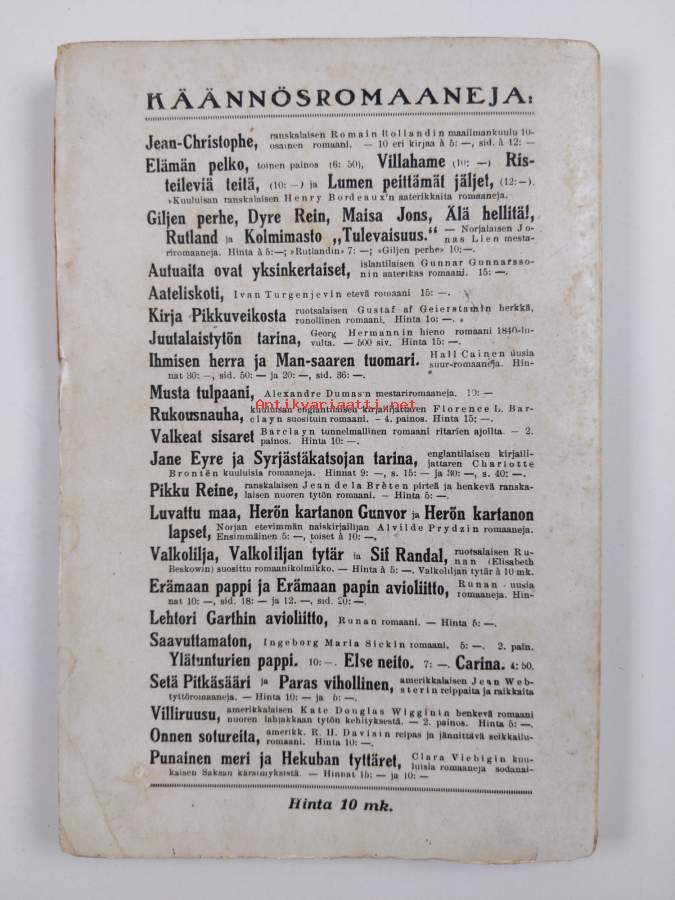 KÄÄNNÖSROMAANEJA:
Jean-Christophe, ranskalaisen Romain Rollandin maailmankuulu 10-
osainen romaani. — 10 eri kirjaa à 5: —, sid. à 12: —
Elämän pelko, toinen painos (6: 50), Villahame (10: —) Ris-
teileviä teitä, (10: —) ja Lumen peittämät jäljet, (12: —).
»Kuuluisan ranskalaisen Henry Bordeaux'n aaterikkaita romaaneja.
Giljen perhe, Dyre Rein, Maisa Jons, Älä hellitä!,
Rutland ja Kolmimasto „Tulevaisuus.“ — Norjalaisen Jo-
nas Lien mesta-
riromaaneja. Hinta à 5: —; »Rutlandin» 7: —; »Giljen perhe» 10: —.
Autuaita ovat yksinkertaiset, islantilaisen Gunnar Gunnarsso-
nin aaterikas romaani. 15: —.
Aateliskoti, Ivan Turgenjevin etevä romaani 15: —.
Kirja Pikkuveikosta ruotsalaisen Gustaf af Geierstamin herkkä,
runollinen romaani. Hinta 10: —.
Juutalaistytön tarina, Georg Hermannin hieno romaani 1840-lu-
vulta. — 500 siv. Hinta 15: —.
Ihmisen herra ja Man-saaren tuomari. Hall Cainen uusia
suur-romaaneja. Hin-
nat 30: —, sid. 50: — ja 20: —, sid. 36: —.
Musta tulpaani, Alexandre Dumas'n mestariromaaneja. 10: —
Antikvariaatti.net
Rukousnauha, kuuluisan englantilaisen kirjailijattaren Florence L. Bar-
clayn suosituin romaani. — 4. painos. Hinta 15: —.
Valkeat sisaret Barclayn tunnelmallinen romaani ritarien ajoilta. — 2.
painos. Hinta 10: —.
Jane Eyre ja Syrjästäkatsojan tarina, englantilaisen kirjaili-
jattaren Charlotte
Brontën kuuluisia romaaneja. Hinnat 9: —, s. 15: — ja 30: —, s. 40: —.
Pikku Reine, ranskalaisen Jean de la Brèten pirteä ja henkevä ranska-
laisen nuoren tytön romaani. — Hinta 5: —.
Luvattu maa, Herön kartanon Gunvor ja Herön kartanon
lapset, Norjan etevimmän naiskirjailijan Alvilde Prydzin romaaneja.
Ensimmäinen 5: —, toiset à 10: —.
Valkolilja, Valkoliljan tytär ja Sif Randal, ruotsalaisen Ru-
nan (Elisabeth
Beskowin) suosittu romaanikolmikko. — Hinta à 5: —. Valkoliljan tytär à 10 mk.
Erämaan pappi ja Erämaan papin avioliitto, Runan uusia
romaaneja. Hin-
nat 10: —, sid. 18: — ja 12. —, sid. 20: —.
Lehtori Garthin avioliitto, Runan romaani. — Hinta 5: —.
Saavuttamaton, Ingeborg Maria Sickin romaani. 5: —. 2. pain.
Ylätunturien pappi. 10: —. Else neito. 7: —. Carina. 4: 50.
Setä Pitkäsääri ja Paras vihollinen, amerikkalaisen Jean Web-
sterin reippaita ja raikkaita
tyttöromaaneja. — Hinta 10: — ja 5: —.
Villiruusu, amerikkalaisen Kate Douglas Wigginin henkevä romaani
nuoren lahjakkaan tytön kehityksestä. — 2. painos. Hinta 5: —.
Onnen sotureita, amerikk. R. H. Davisin reipas ja jännittävä seikkailu-
romaani. Hinta 10: —.
Punainen meri ja Hekuban tyttäret, Clara Viebigin kuu-
luisia romaaneja sodanai-
kaisen Saksan kärsimyksistä. — Hinnat 15: — ja 10: —
Hinta 10 mk.